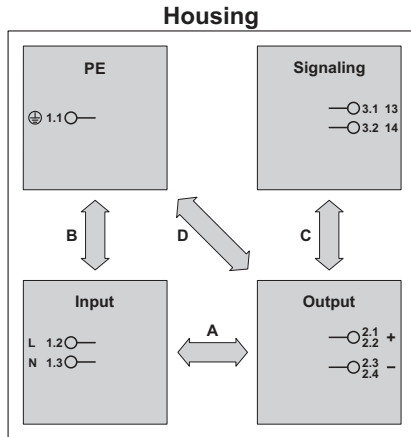 Housing
PE
1.1
Signaling
3.1 13
3.2 14
B
D
C
Input
L 1.2
N 1.3
A
Output
2.1
2.2 +
2.3
2.4 –